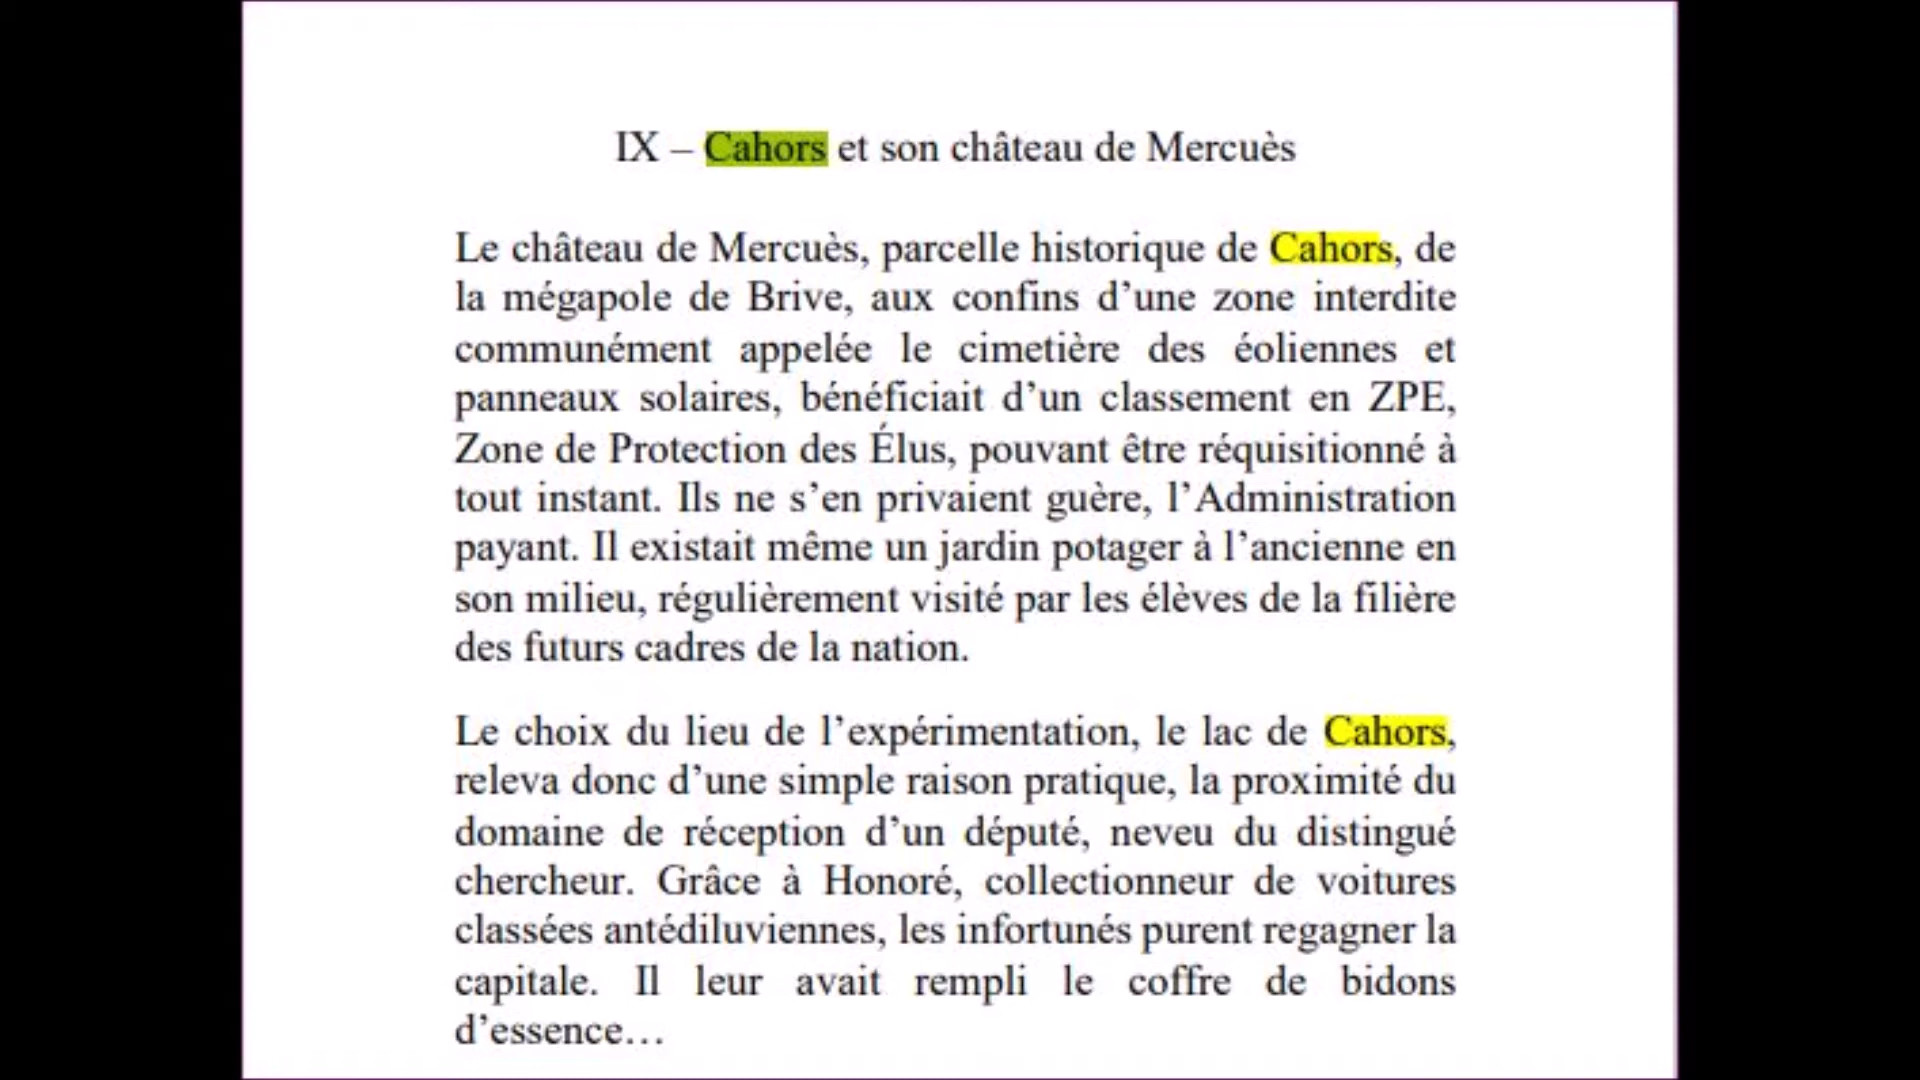 IX – Cahors et son château de Mercuès
Le château de Mercuès, parcelle historique de Cahors, de
la mégapole de Brive, aux confins d’une zone interdite
communément appelée le cimetière des éoliennes et
panneaux solaires, bénéficiait d’un classement en ZPE,
Zone de Protection des Élus, pouvant être réquisitionné à
tout instant. Ils ne s’en privaient guère, l’Administration
payant. Il existait même un jardin potager à l’ancienne en
son milieu, régulièrement visité par les élèves de la filière
des futurs cadres de la nation.
Le choix du lieu de l’expérimentation, le lac de Cahors,
releva donc d’une simple raison pratique, la proximité du
domaine de réception d’un député, neveu du distingué
chercheur. Grâce à Honoré, collectionneur de voitures
classées antédiluviennes, les infortunés purent regagner la
capitale. Il leur avait rempli le coffre de bidons
d’essence…